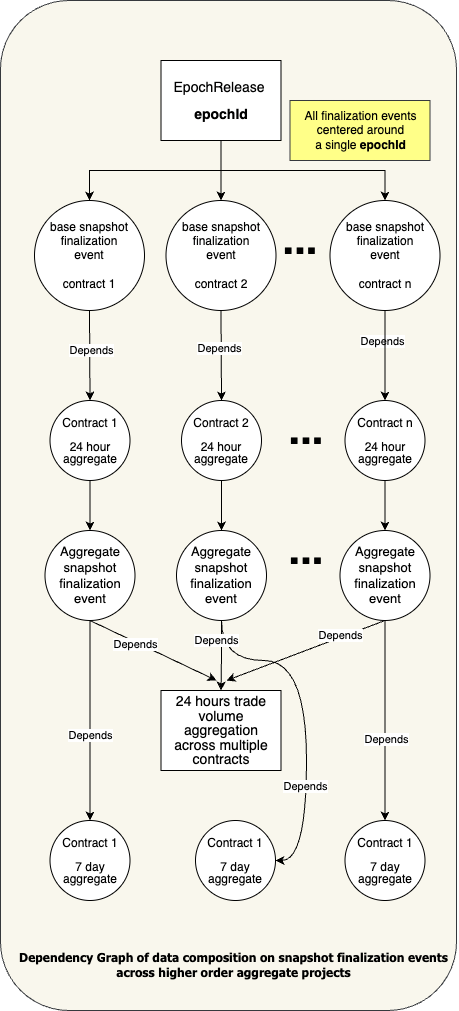 EpochRelease
epochId
All finalization events
centered around
a single epochId
base snapshot
finalization
event
contract 1
base snapshot
finalization
event
contract 2
base snapshot
finalization
event
contract n
Depends
Depends
Depends
Contract 1
24 hour
aggregate
Contract 2
24 hour
aggregate
Contract n
24 hour
aggregate
Aggregate
snapshot
finalization
event
Aggregate
snapshot
finalization
event
Aggregate
snapshot
finalization
event
Depends
Depends
Depends
24 hours trade
volume
aggregation
across multiple
contracts
Depends
Depends
Depends
Contract 1
7 day
aggregate
Contract 1
7 day
aggregate
Contract 1
7 day
aggregate
Dependency Graph of data composition on snapshot finalization events
across higher order aggregate projects